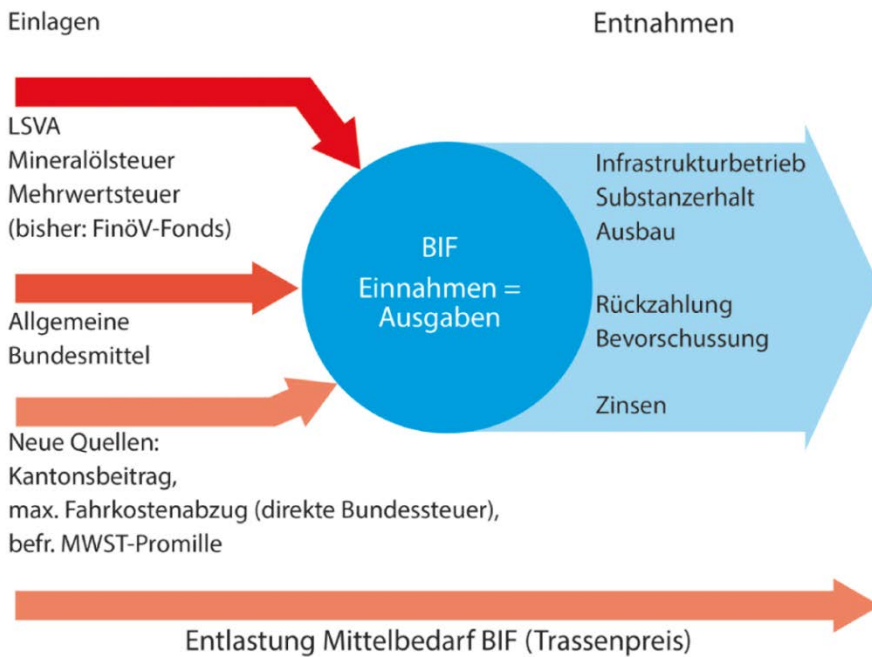 Einlagen
Entnahmen
LSVA
Mineralölsteuer
Mehrwertsteuer
(bisher: FinöV-Fonds)
Allgemeine
Bundesmittel
Neue Quellen:
Kantonsbeitrag,
max. Fahrkostenabzug (direkte Bundessteuer),
befr. MWST-Promille
BIF
Einnahmen =
Ausgaben
Infrastrukturbetrieb
Substanzerhalt
Ausbau
Rückzahlung
Bevorschussung
Zinsen
Entlastung Mittelbedarf BIF (Trassenpreis)